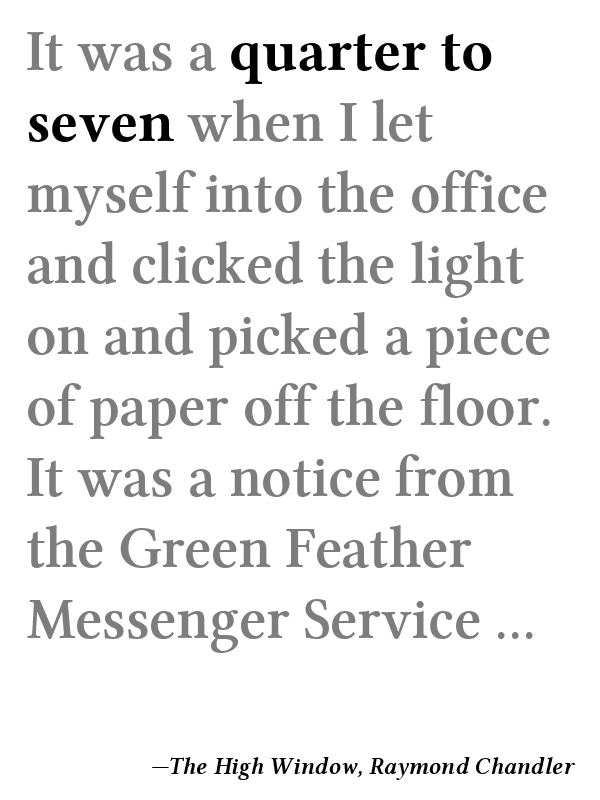 It was a quarter to
seven when I let
myself into the office
and clicked the light
on and picked a piece
of paper off the floor.
It was a notice from
the Green Feather
Messenger Service ...
—The High Window, Raymond Chandler